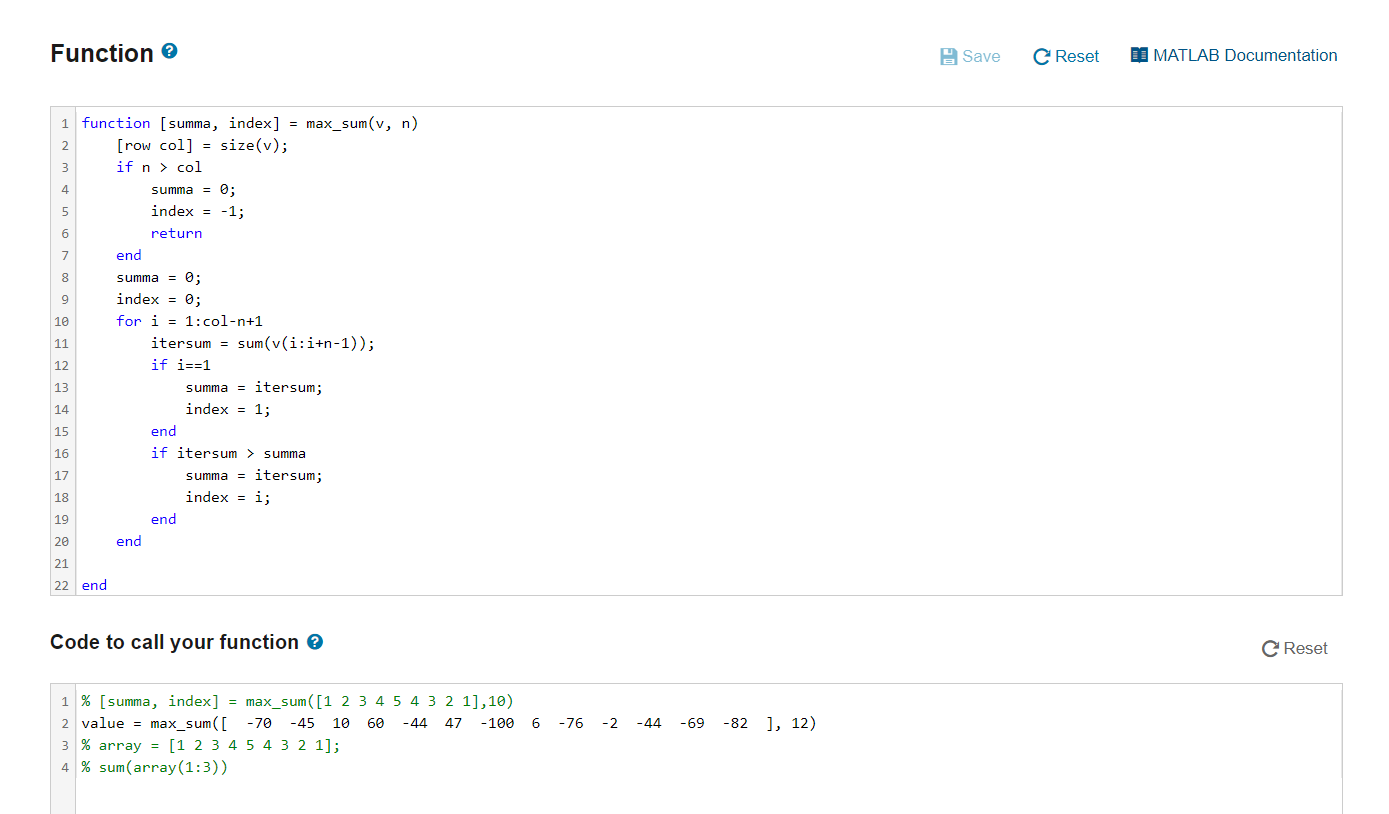 Function ?
Save Reset MATLAB Documentation
1 function [summa, index] = max_sum(v, n)
2     [row col] = size(v);
3     if n > col
4         summa = 0;
5         index = -1;
6         return
7     end
8     summa = 0;
9     index = 0;
10     for i = 1:col-n+1
11         itersum = sum(v(i:i+n-1));
12         if i==1
13             summa = itersum;
14             index = 1;
15         end
16         if itersum > summa
17             summa = itersum;
18             index = i;
19         end
20     end
21
22 end
Code to call your function ?
Reset
1 % [summa, index] = max_sum([1 2 3 4 5 4 3 2 1],10)
2 value = max_sum([  -70  -45  10  60  -44  47  -100  6  -76  -2  -44  -69  -82  ], 12)
3 % array = [1 2 3 4 5 4 3 2 1];
4 % sum(array(1:3))